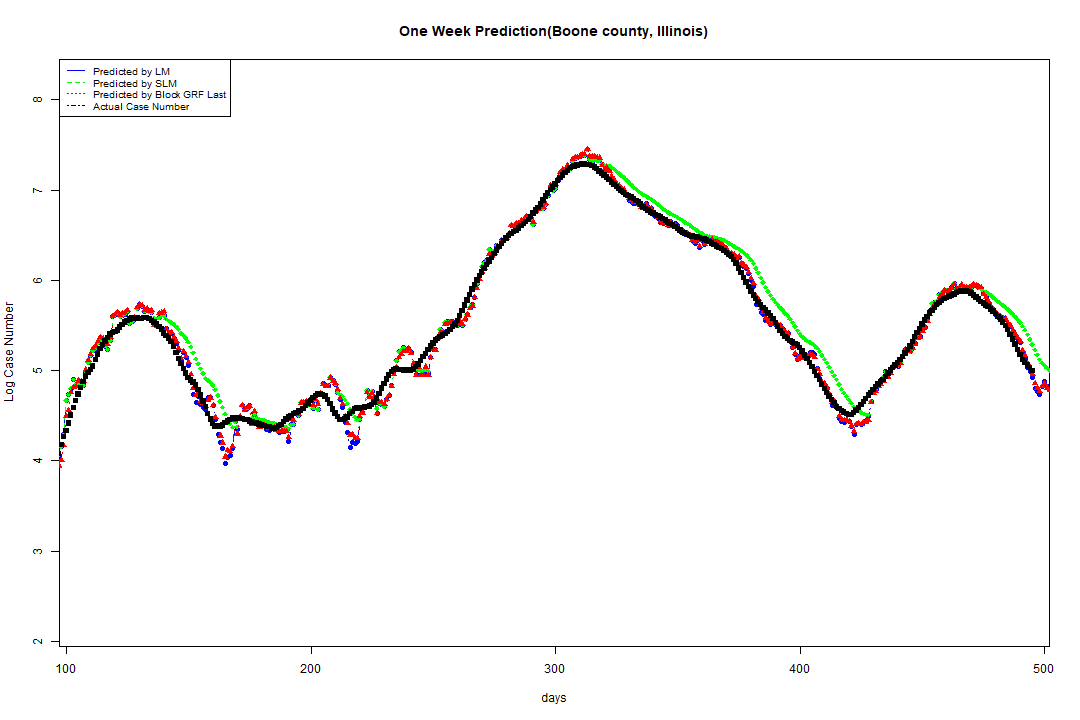 One Week Prediction(Boone county, Illinois)
Predicted by LM
Predicted by SLM
Predicted by Block GRF Last
Actual Case Number
8
7
6
5
4
3
2
Log Case Number
100 200 300 400 500
days